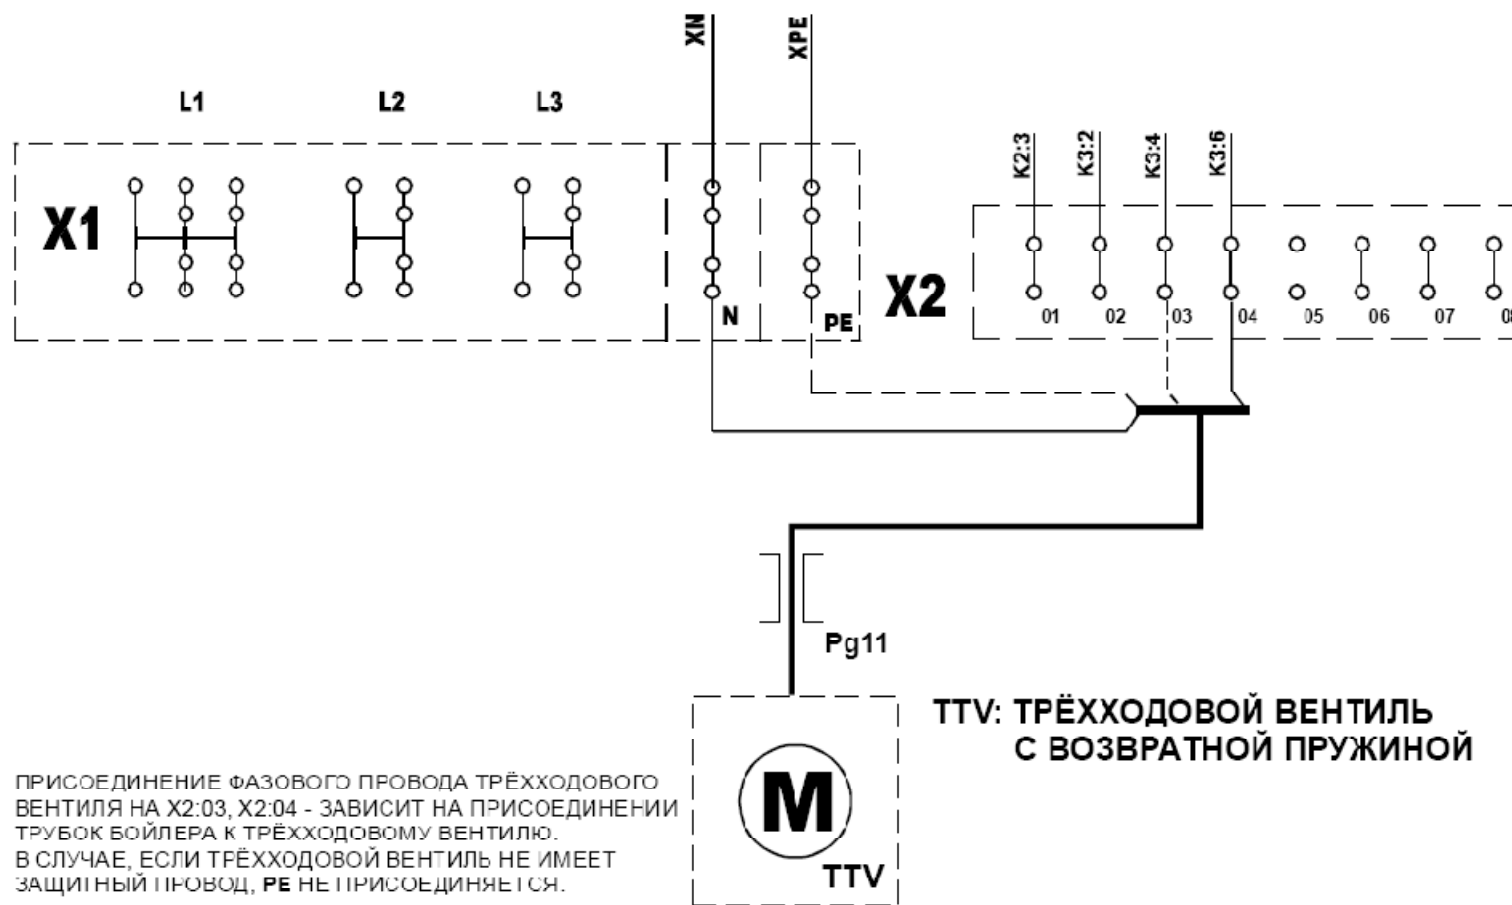 XN
XPE
L1 L2 L3
K2:3 K3:2 K3:4 K3:6
X1
N
PE
X2
01 02 03 04 05 06 07 08
Pg11
TTV: ТРЁХХОДОВОЙ ВЕНТИЛЬ
С ВОЗВРАТНОЙ ПРУЖИНОЙ
ПРИСОЕДИНЕНИЕ ФАЗОВОГО ПРОВОДА ТРЁХХОДОВОГО
ВЕНТИЛЯ НА X2:03, X2:04 - ЗАВИСИТ НА ПРИСОЕДИНЕНИИ
ТРУБОК БОЙЛЕРА К ТРЁХХОДОВОМУ ВЕНТИЛЮ.
В СЛУЧАЕ, ЕСЛИ ТРЁХХОДОВОЙ ВЕНТИЛЬ НЕ ИМЕЕТ
ЗАЩИТНЫЙ ПРОВОД, PE НЕ ПРИСОЕДИНЯЕТСЯ.
M
TTV